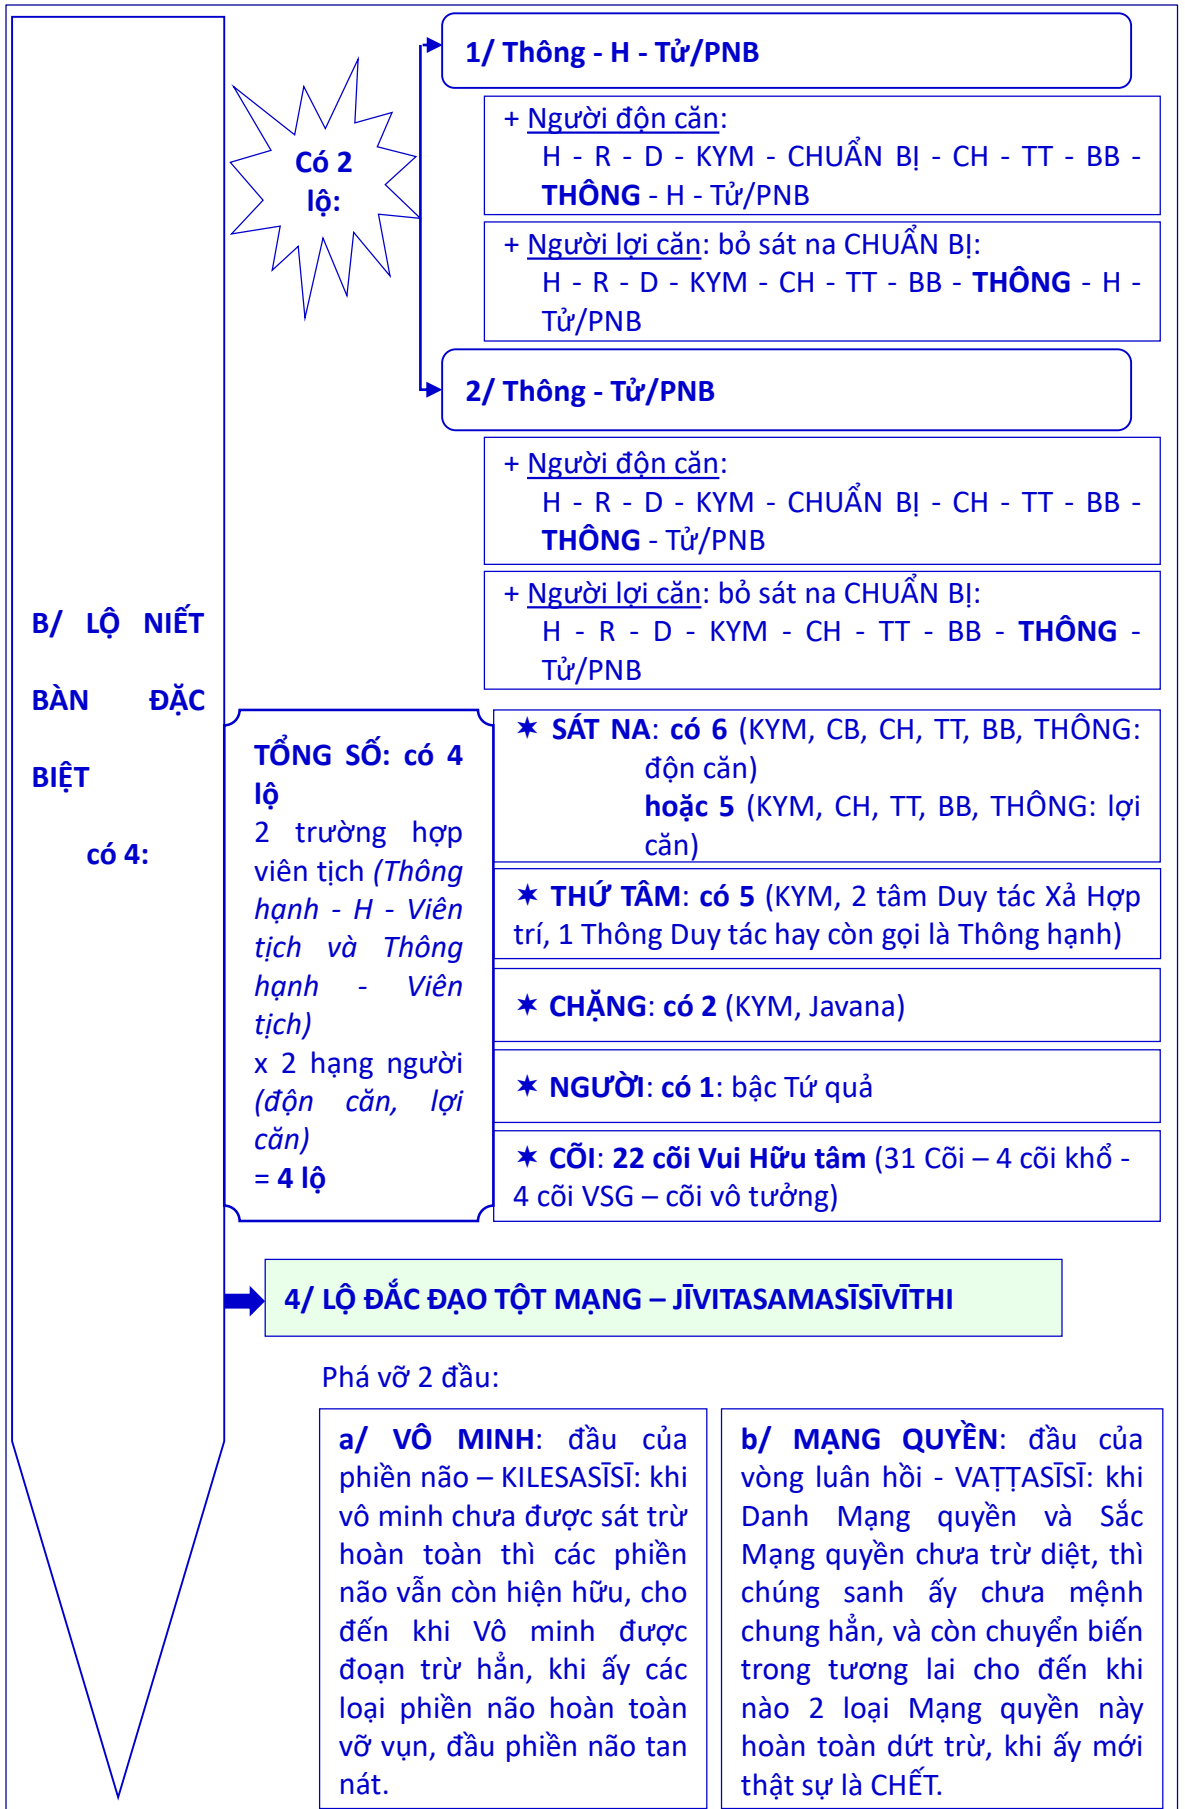 1/ Thông - H - Tử/PNB
Có 2
lộ:
+ Người độn căn:
H - R - D - KYM - CHUẨN BỊ - CH - TT - BB -
THÔNG - H - Tử/PNB
+ Người lợi căn: bỏ sát na CHUẨN BỊ:
H - R - D - KYM - CH - TT - BB - THÔNG - H -
Tử/PNB
2/ Thông - Tử/PNB
+ Người độn căn:
H - R - D - KYM - CHUẨN BỊ - CH - TT - BB -
THÔNG - Tử/PNB
+ Người lợi căn: bỏ sát na CHUẨN BỊ:
H - R - D - KYM - CH - TT - BB - THÔNG -
Tử/PNB
B/ LỘ NIẾT
BÀN ĐẶC
BIỆT
có 4:
TỔNG SỐ: có 4
lộ
2 trường hợp
viên tịch (Thông
hạnh - H - Viên
tịch và Thông
hạnh - Viên
tịch)
x 2 hạng người
(độn căn, lợi
căn)
= 4 lộ
✶ SÁT NA: có 6 (KYM, CB, CH, TT, BB, THÔNG:
độn căn)
hoặc 5 (KYM, CH, TT, BB, THÔNG: lợi
căn)
✶ THỨ TÂM: có 5 (KYM, 2 tâm Duy tác Xả Hợp
trí, 1 Thông Duy tác hay còn gọi là Thông hạnh)
✶ CHẶNG: có 2 (KYM, Javana)
✶ NGƯỜI: có 1: bậc Tứ quả
✶ CÕI: 22 cõi Vui Hữu tâm (31 Cõi – 4 cõi khổ -
4 cõi VSG – cõi vô tưởng)
4/ LỘ ĐẮC ĐẠO TỘT MẠNG – JĪVITASAMASĪSĪVĪTHI
Phá vỡ 2 đầu:
a/ VÔ MINH: đầu của
phiền não – KILESASĪSĪ: khi
vô minh chưa được sát trừ
hoàn toàn thì các phiền
não vẫn còn hiện hữu, cho
đến khi Vô minh được
đoạn trừ hẳn, khi ấy các
loại phiền não hoàn toàn
vỡ vụn, đầu phiền não tan
nát.
b/ MẠNG QUYỀN: đầu của
vòng luân hồi - VAṬṬASĪSĪ: khi
Danh Mạng quyền và Sắc
Mạng quyền chưa trừ diệt, thì
chúng sanh ấy chưa mệnh
chung hẳn, và còn chuyển biến
trong tương lai cho đến khi
nào 2 loại Mạng quyền này
hoàn toàn dứt trừ, khi ấy mới
thật sự là CHẾT.